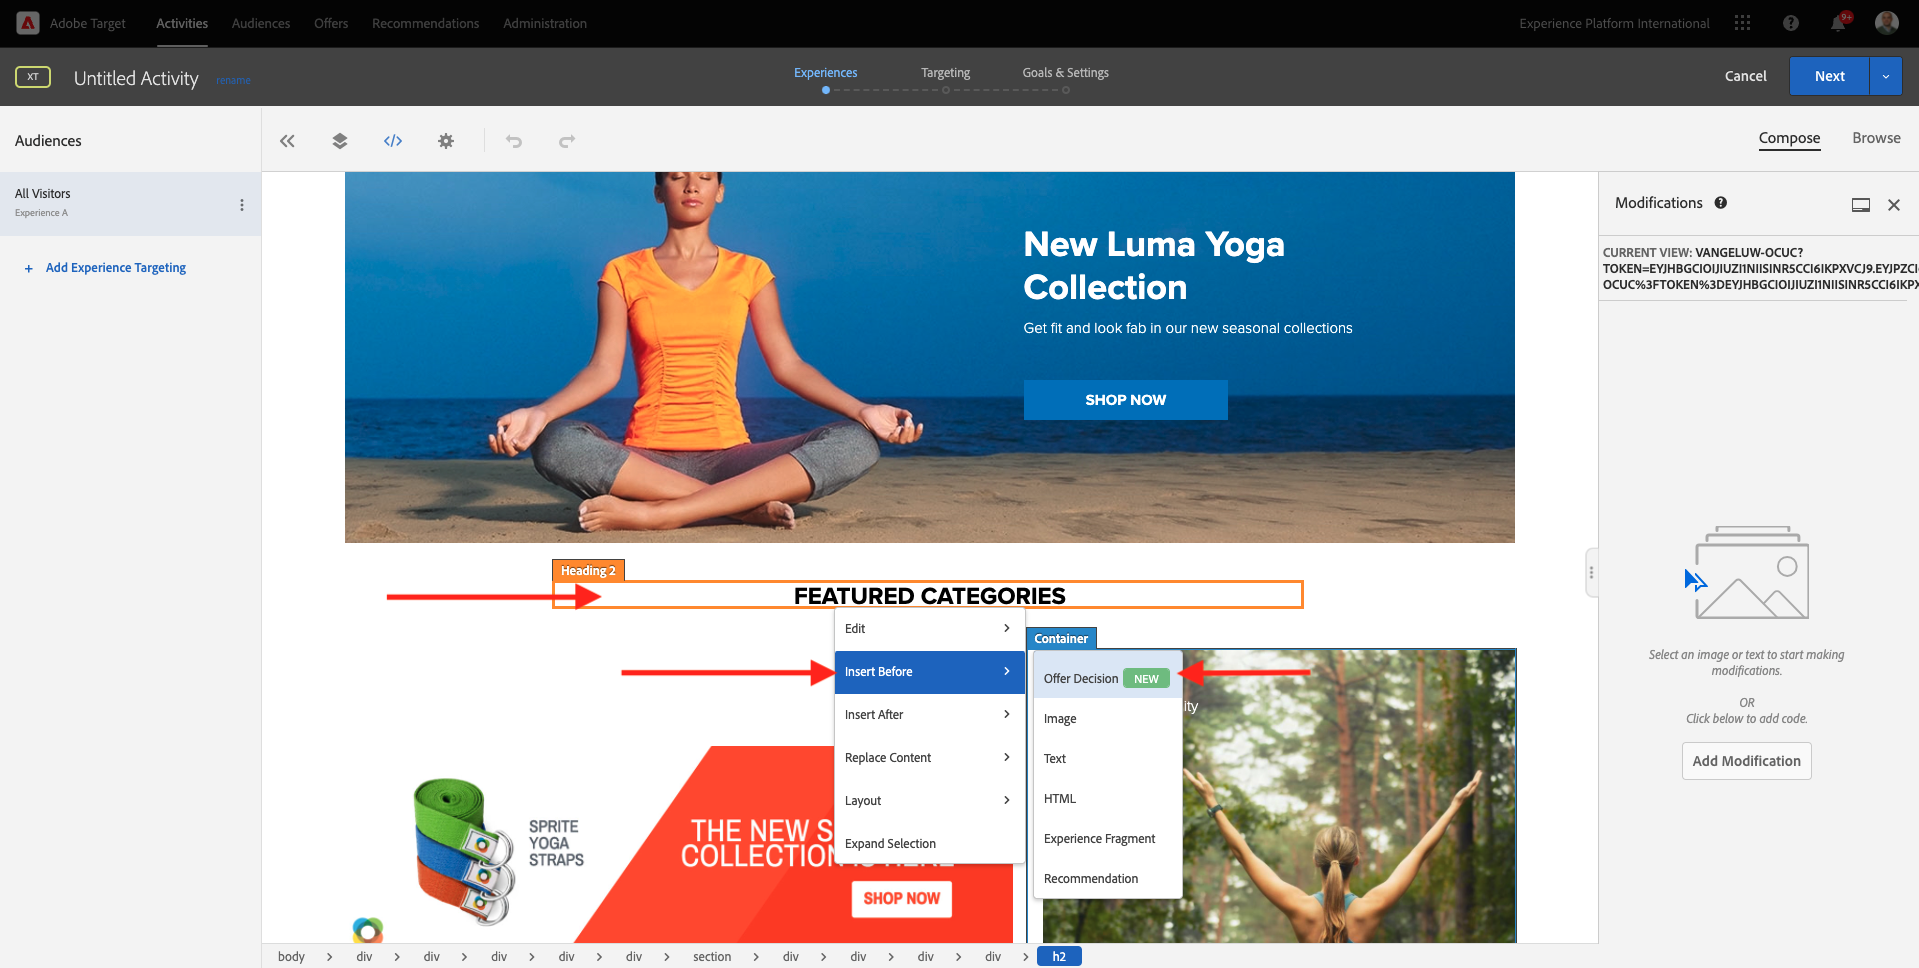 Adobe Target
Activities
Audiences
Offers
Recommendations
Administration
Experience Platform International
9+
XT
Untitled Activity
rename
Experiences
Targeting
Goals & Settings
Cancel
Next
Audiences
Compose
Browse
All Visitors
Experience A
+ Add Experience Targeting
Modifications
CURRENT VIEW: VANGELUW-OCUC?
TOKEN=EYJHBGCIOIJIUZI1NIISINR5CCI6IKPXVCJ9.EYJPZCI
OCUC%3FTOKEN%3DEYJHBGCIOIJIUZI1NIISINR5CCI6IKPX
New Luma Yoga
Collection
Get fit and look fab in our new seasonal collections
SHOP NOW
Heading 2
FEATURED CATEGORIES
Edit
Insert Before
Insert After
Replace Content
Layout
Expand Selection
Container
Offer Decision NEW
Image
Text
HTML
Experience Fragment
Recommendation
ity
SPRITE
YOGA
STRAPS
THE NEW S
COLLECTION IS HERE
SHOP NOW
Select an image or text to start making
modifications.
OR
Click below to add code.
Add Modification
body > div > div > div > div > div > section > div > div > div > div > h2